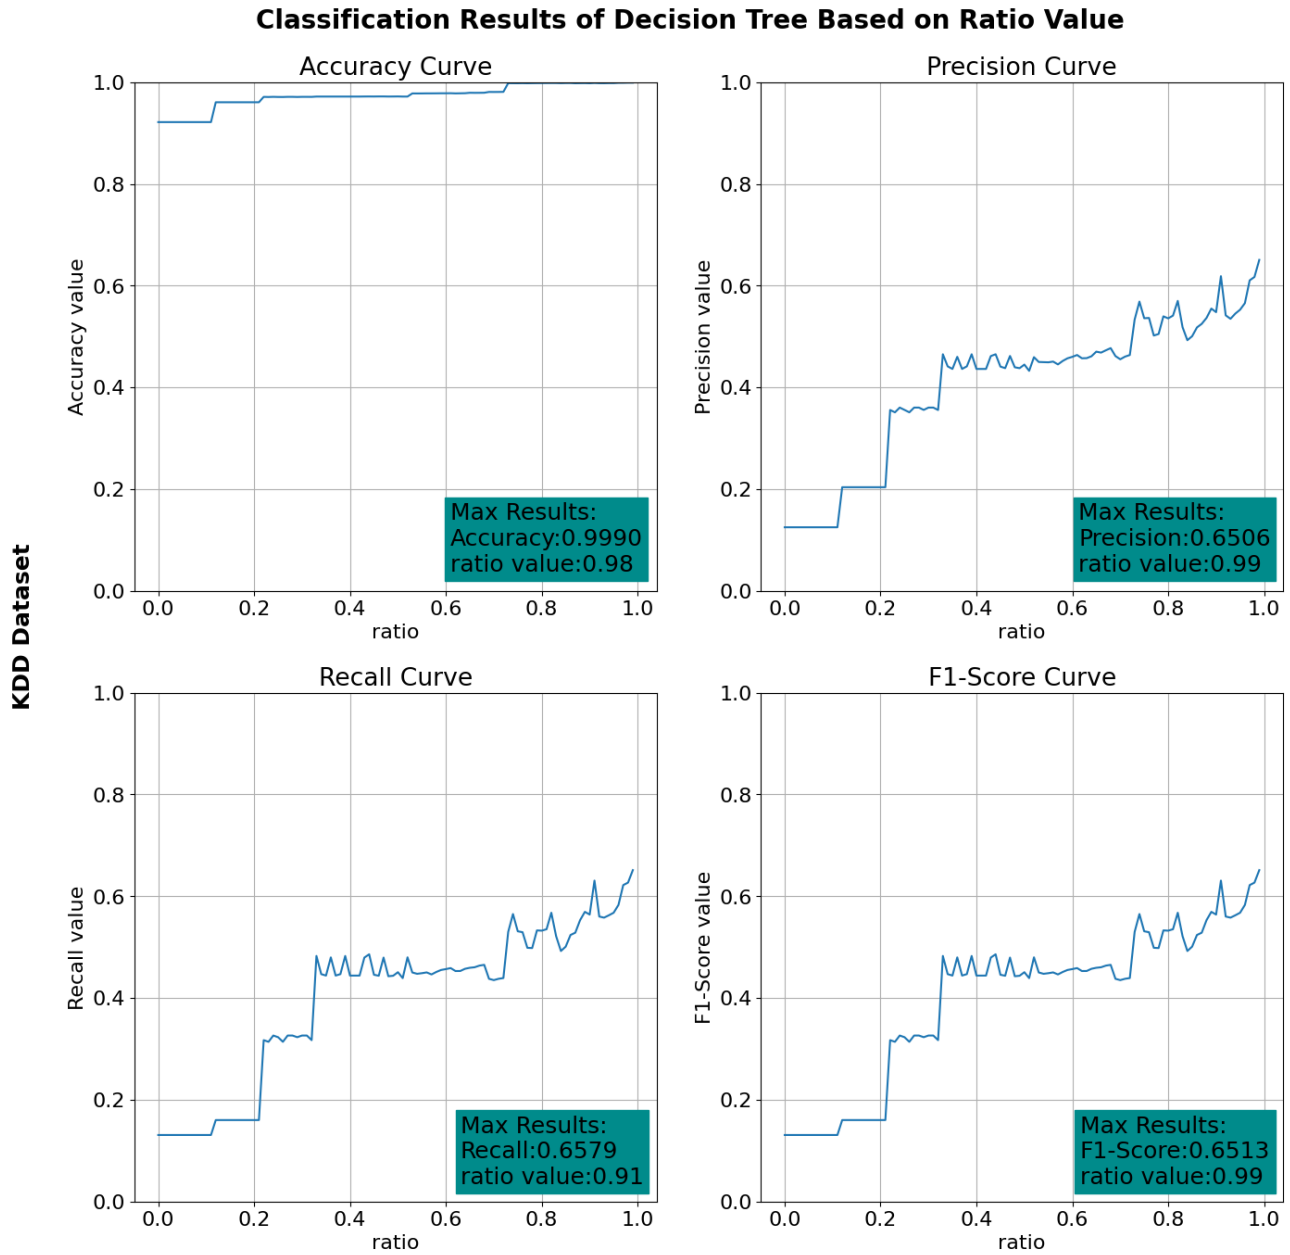 Classification Results of Decision Tree Based on Ratio Value
KDD Dataset
Accuracy Curve
Accuracy value
1.0
0.8
0.6
0.4
0.2
0.0
Max Results:
Accuracy:0.9990
ratio value:0.98
0.0 0.2 0.4 0.6 0.8 1.0
ratio
Precision Curve
Precision value
1.0
0.8
0.6
0.4
0.2
0.0
Max Results:
Precision:0.6506
ratio value:0.99
0.0 0.2 0.4 0.6 0.8 1.0
ratio
Recall Curve
Recall value
1.0
0.8
0.6
0.4
0.2
0.0
Max Results:
Recall:0.6579
ratio value:0.91
0.0 0.2 0.4 0.6 0.8 1.0
ratio
F1-Score Curve
F1-Score value
1.0
0.8
0.6
0.4
0.2
0.0
Max Results:
F1-Score:0.6513
ratio value:0.99
0.0 0.2 0.4 0.6 0.8 1.0
ratio